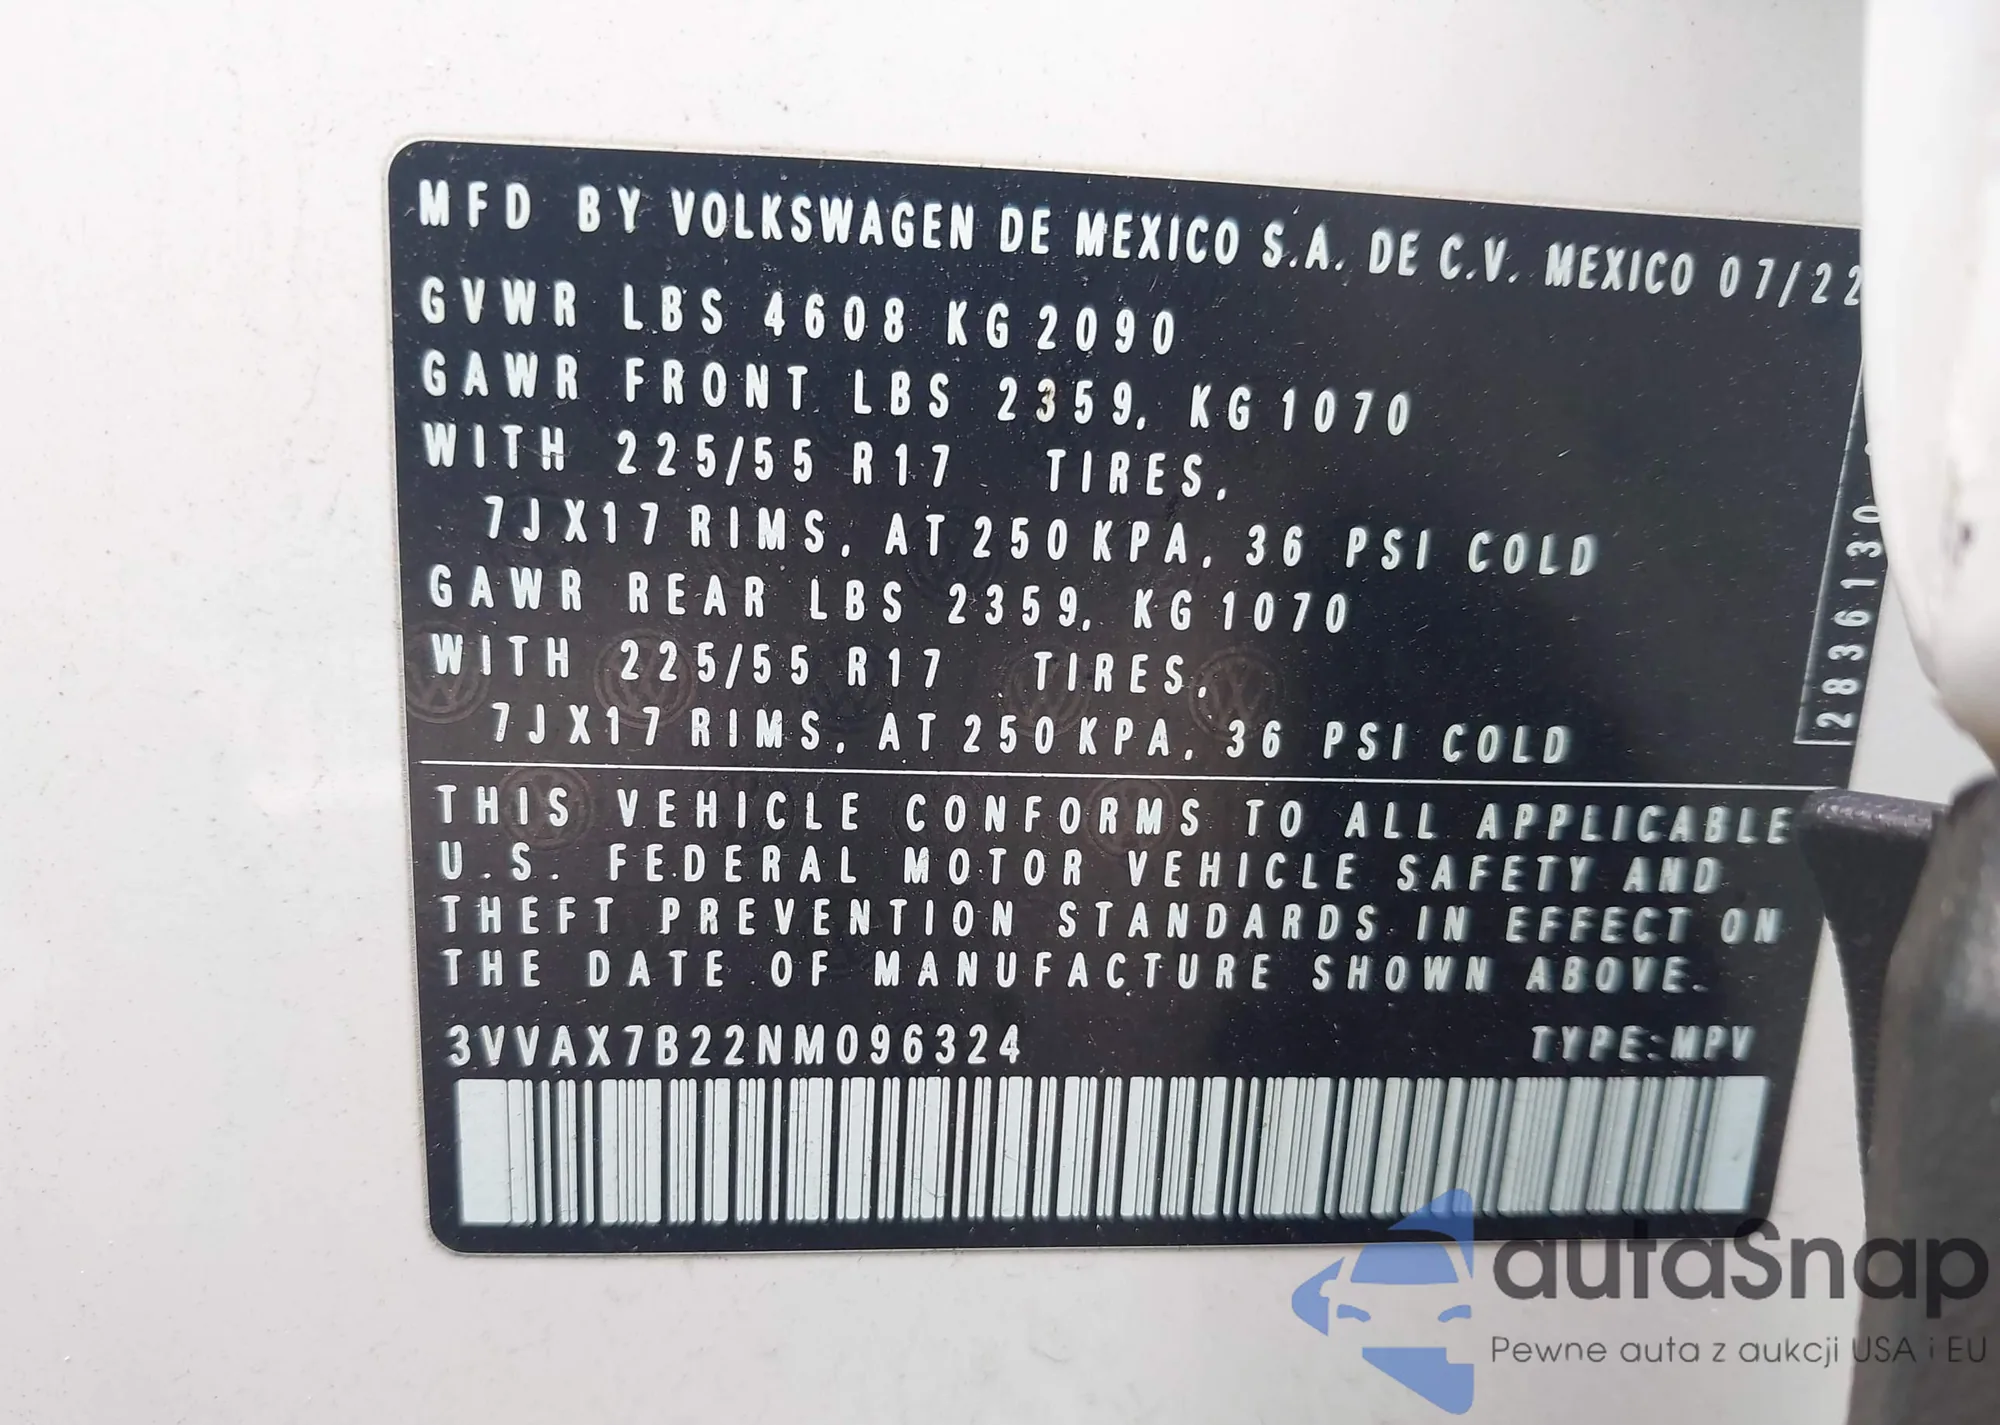 MFD BY VOLKSWAGEN DE MEXICO S.A. DE C.V. MEXICO 07/22
GVWR LBS 4608 KG 2090
GAWR FRONT LBS 2359, KG 1070
WITH 225/55 R17 TIRES,
7JX17 RIMS, AT 250 KPA, 36 PSI COLD
GAWR REAR LBS 2359, KG 1070
WITH 225/55 R17 TIRES,
7JX17 RIMS, AT 250 KPA, 36 PSI COLD
THIS VEHICLE CONFORMS TO ALL APPLICABLE
U.S. FEDERAL MOTOR VEHICLE SAFETY AND
THEFT PREVENTION STANDARDS IN EFFECT ON
THE DATE OF MANUFACTURE SHOWN ABOVE.
3VVAX7B22NM096324 TYPE:MPV
2836130
autaSnap
Pewne auta z aukcji USA i EU